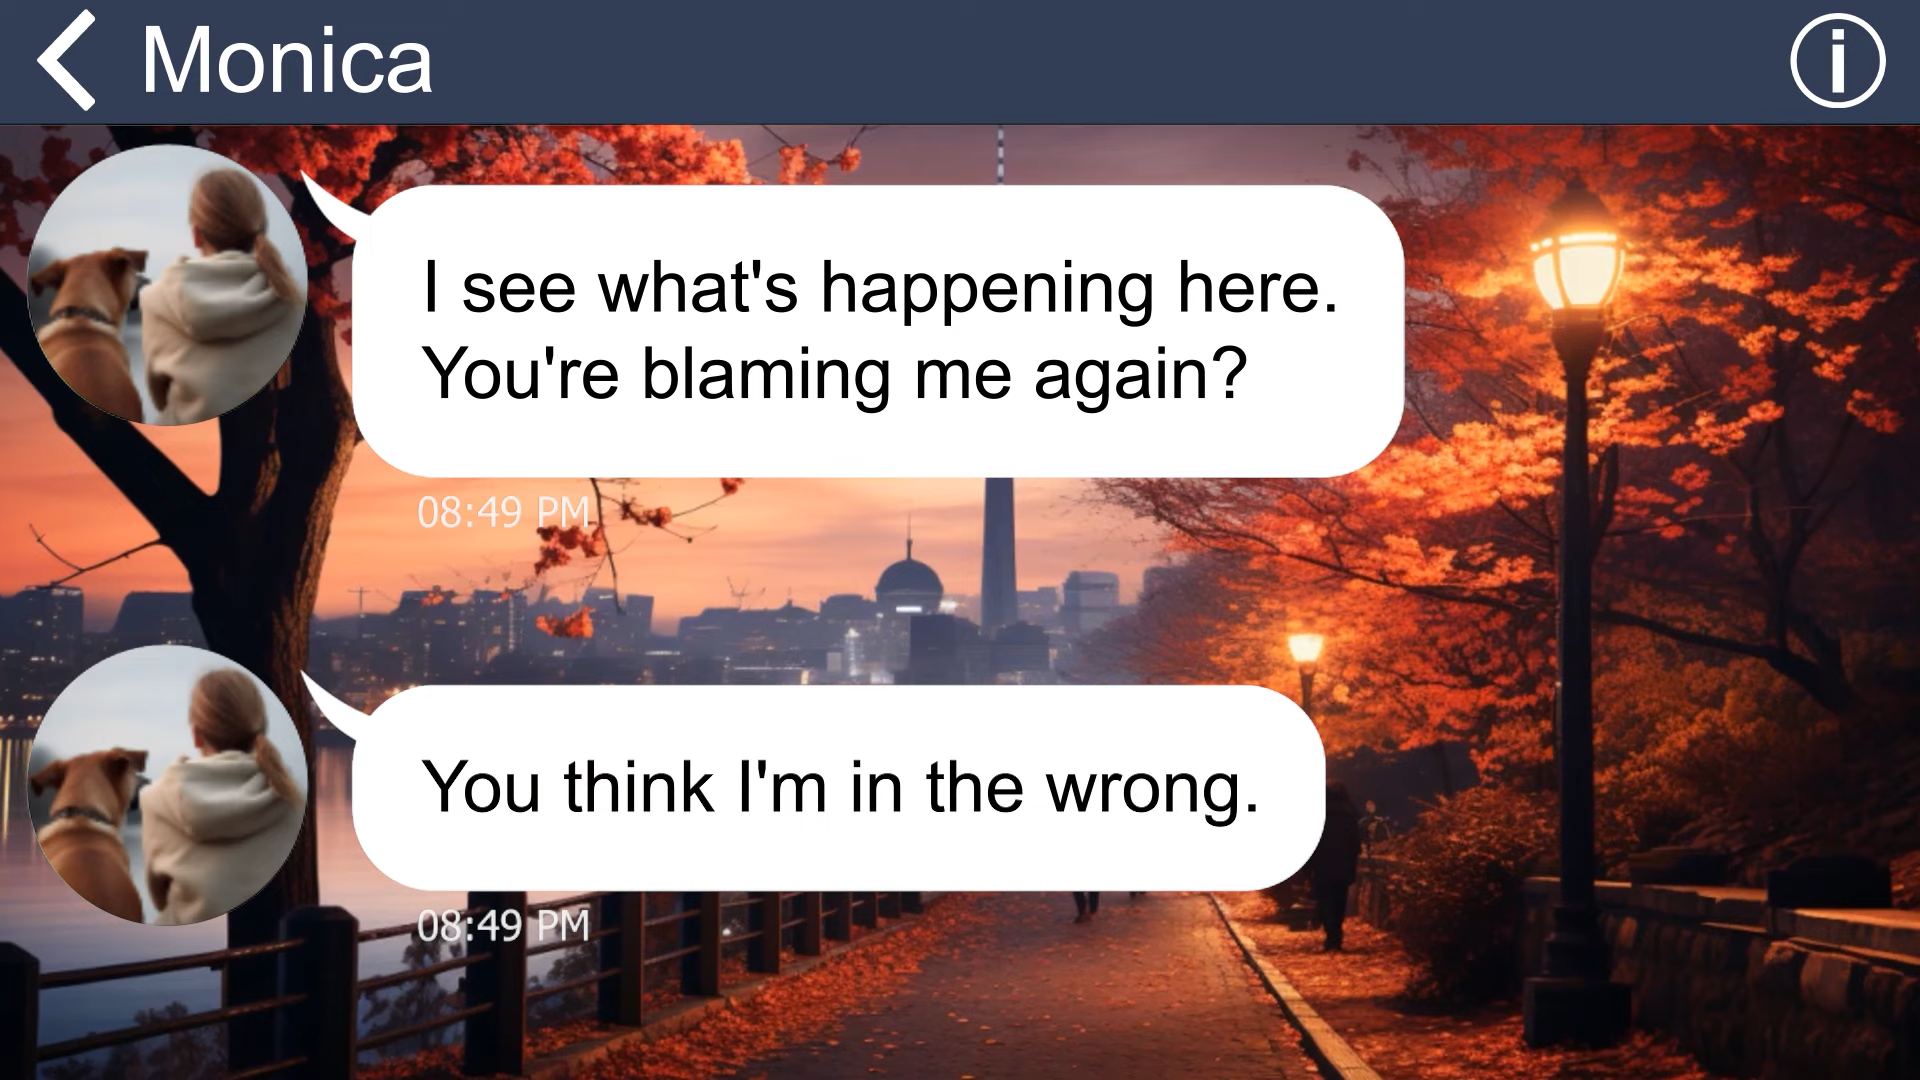 Monica
I see what's happening here.
You're blaming me again?
08:49 PM
You think I'm in the wrong.
08:49 PM